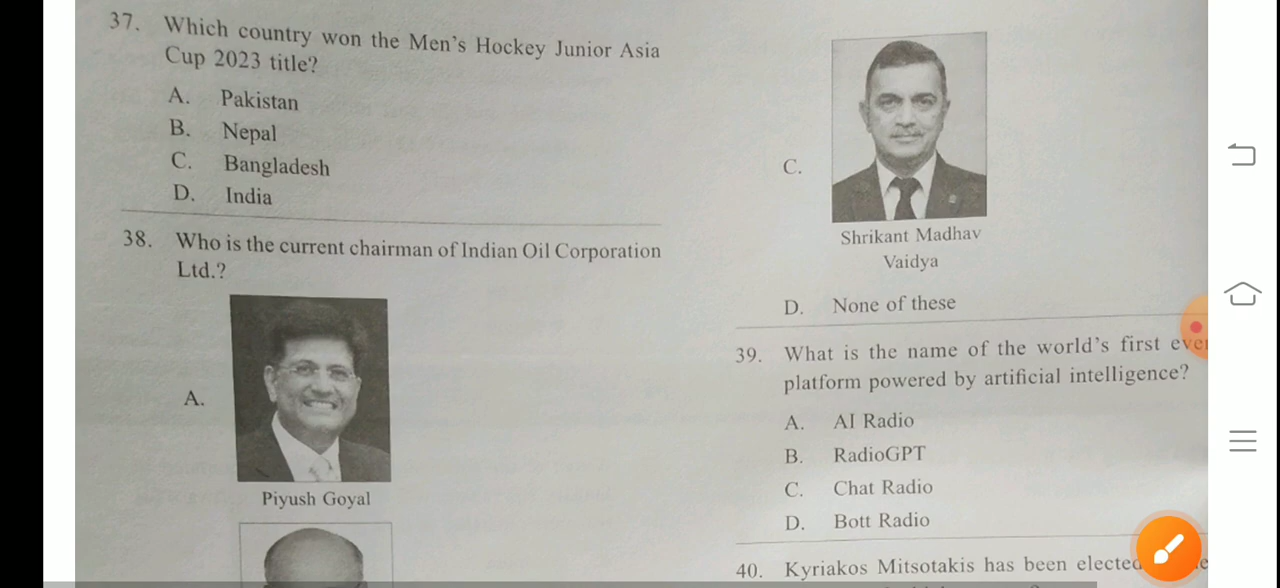 37. Which country won the Men's Hockey Junior Asia
Cup 2023 title?
A. Pakistan
B. Nepal
C. Bangladesh
D. India
38. Who is the current chairman of Indian Oil Corporation
Ltd.?
A.
Piyush Goyal
C.
Shrikant Madhav
Vaidya
D. None of these
39. What is the name of the world's first ever
platform powered by artificial intelligence?
A. AI Radio
B. RadioGPT
C. Chat Radio
D. Bott Radio
40. Kyriakos Mitsotakis has been elected